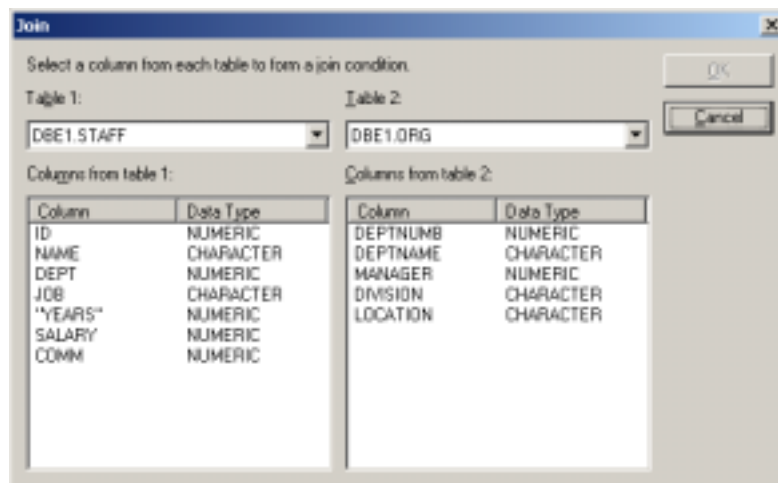 Join
Select a column from each table to form a join condition.
OK
Table 1:
Table 2:
Cancel
DBE1.STAFF
DBE1.ORG
Columns from table 1:
Columns from table 2:
Column Data Type
Column Data Type
ID NUMERIC
DEPTNUMB NUMERIC
NAME CHARACTER
DEPTNAME CHARACTER
DEPT NUMERIC
MANAGER NUMERIC
JOB CHARACTER
DIVISION CHARACTER
"YEARS" NUMERIC
LOCATION CHARACTER
SALARY NUMERIC
COMM NUMERIC